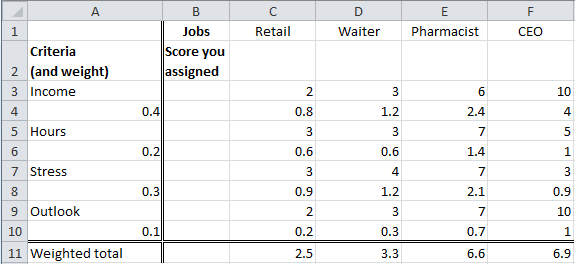 A B C D E F
1 Jobs Retail Waiter Pharmacist CEO
Criteria Score you
2 (and weight) assigned
3 Income 2 3 6 10
4 0.4 0.8 1.2 2.4 4
5 Hours 3 3 7 5
6 0.2 0.6 0.6 1.4 1
7 Stress 3 4 7 3
8 0.3 0.9 1.2 2.1 0.9
9 Outlook 2 3 7 10
10 0.1 0.2 0.3 0.7 1
11 Weighted total 2.5 3.3 6.6 6.9